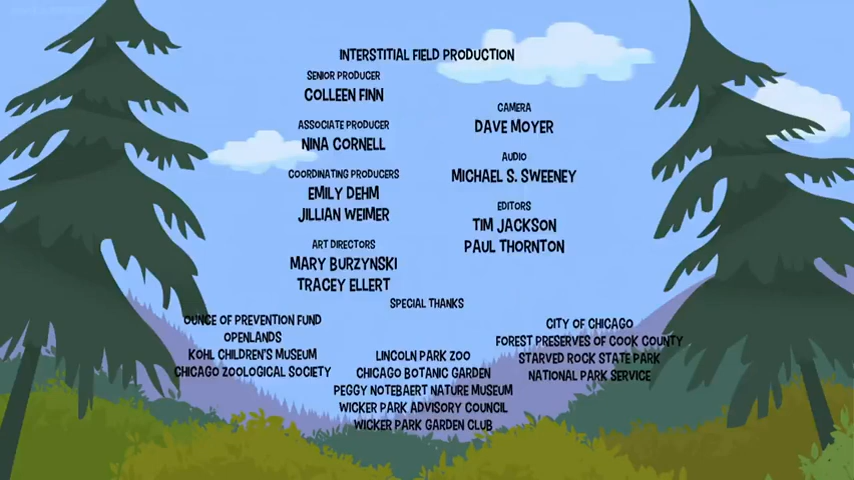 INTERSTITIAL FIELD PRODUCTION
SENIOR PRODUCER
COLLEEN FINN
ASSOCIATE PRODUCER
NINA CORNELL
COORDINATING PRODUCERS
EMILY DEHM
JILLIAN WEIMER
ART DIRECTORS
MARY BURZYNSKI
TRACEY ELLERT
CAMERA
DAVE MOYER
AUDIO
MICHAEL S. SWEENEY
EDITORS
TIM JACKSON
PAUL THORNTON
SPECIAL THANKS
OUNCE OF PREVENTION FUND
OPENLANDS
KOHL CHILDREN'S MUSEUM
CHICAGO ZOOLOGICAL SOCIETY
LINCOLN PARK ZOO
CHICAGO BOTANIC GARDEN
PEGGY NOTEBAERT NATURE MUSEUM
WICKER PARK ADVISORY COUNCIL
WICKER PARK GARDEN CLUB
CITY OF CHICAGO
FOREST PRESERVES OF COOK COUNTY
STARVED ROCK STATE PARK
NATIONAL PARK SERVICE